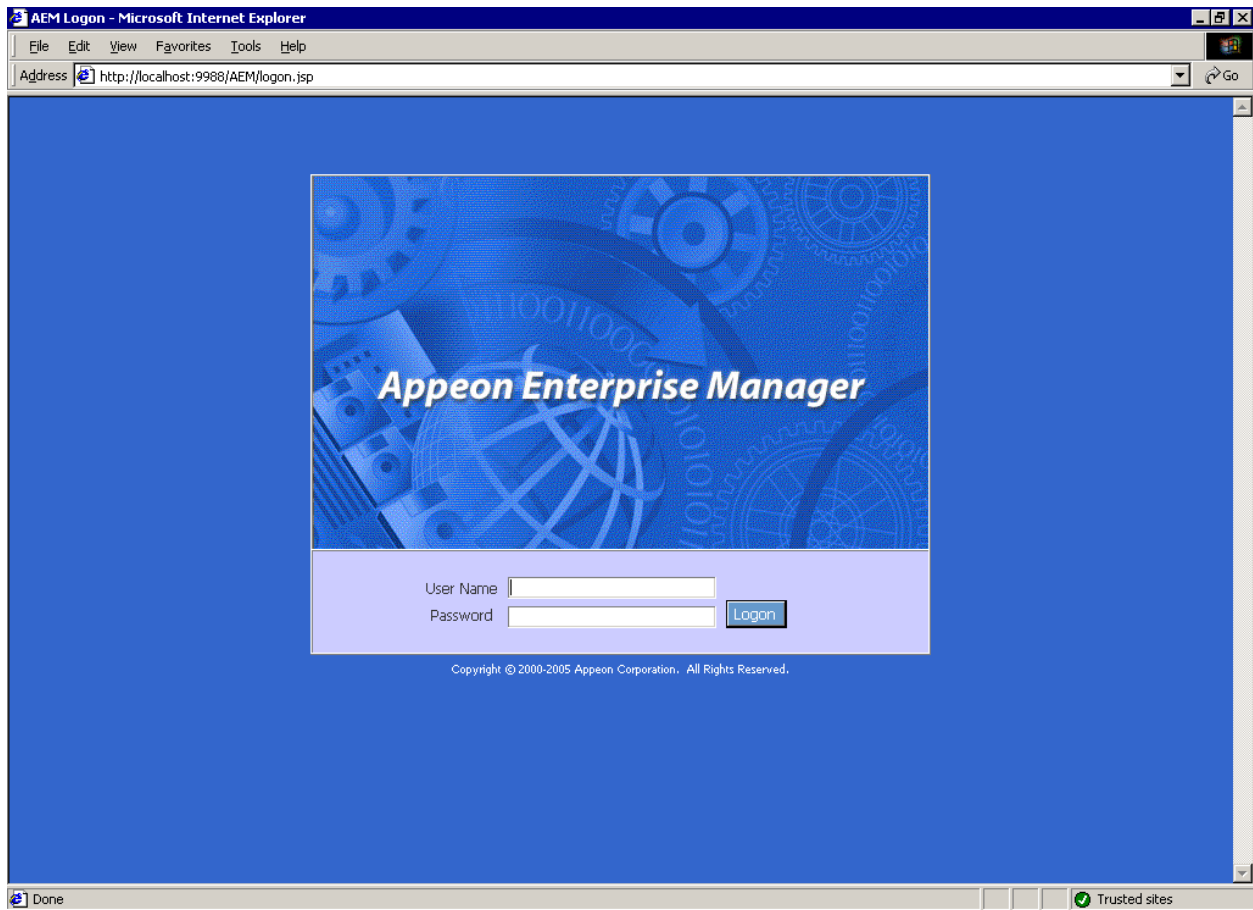 AEM Logon - Microsoft Internet Explorer
File Edit View Favorites Tools Help
Address http://localhost:9988/AEM/logon.jsp Go
Appeon Enterprise Manager
User Name
Password Logon
Copyright © 2000-2005 Appeon Corporation. All Rights Reserved.
Done Trusted sites